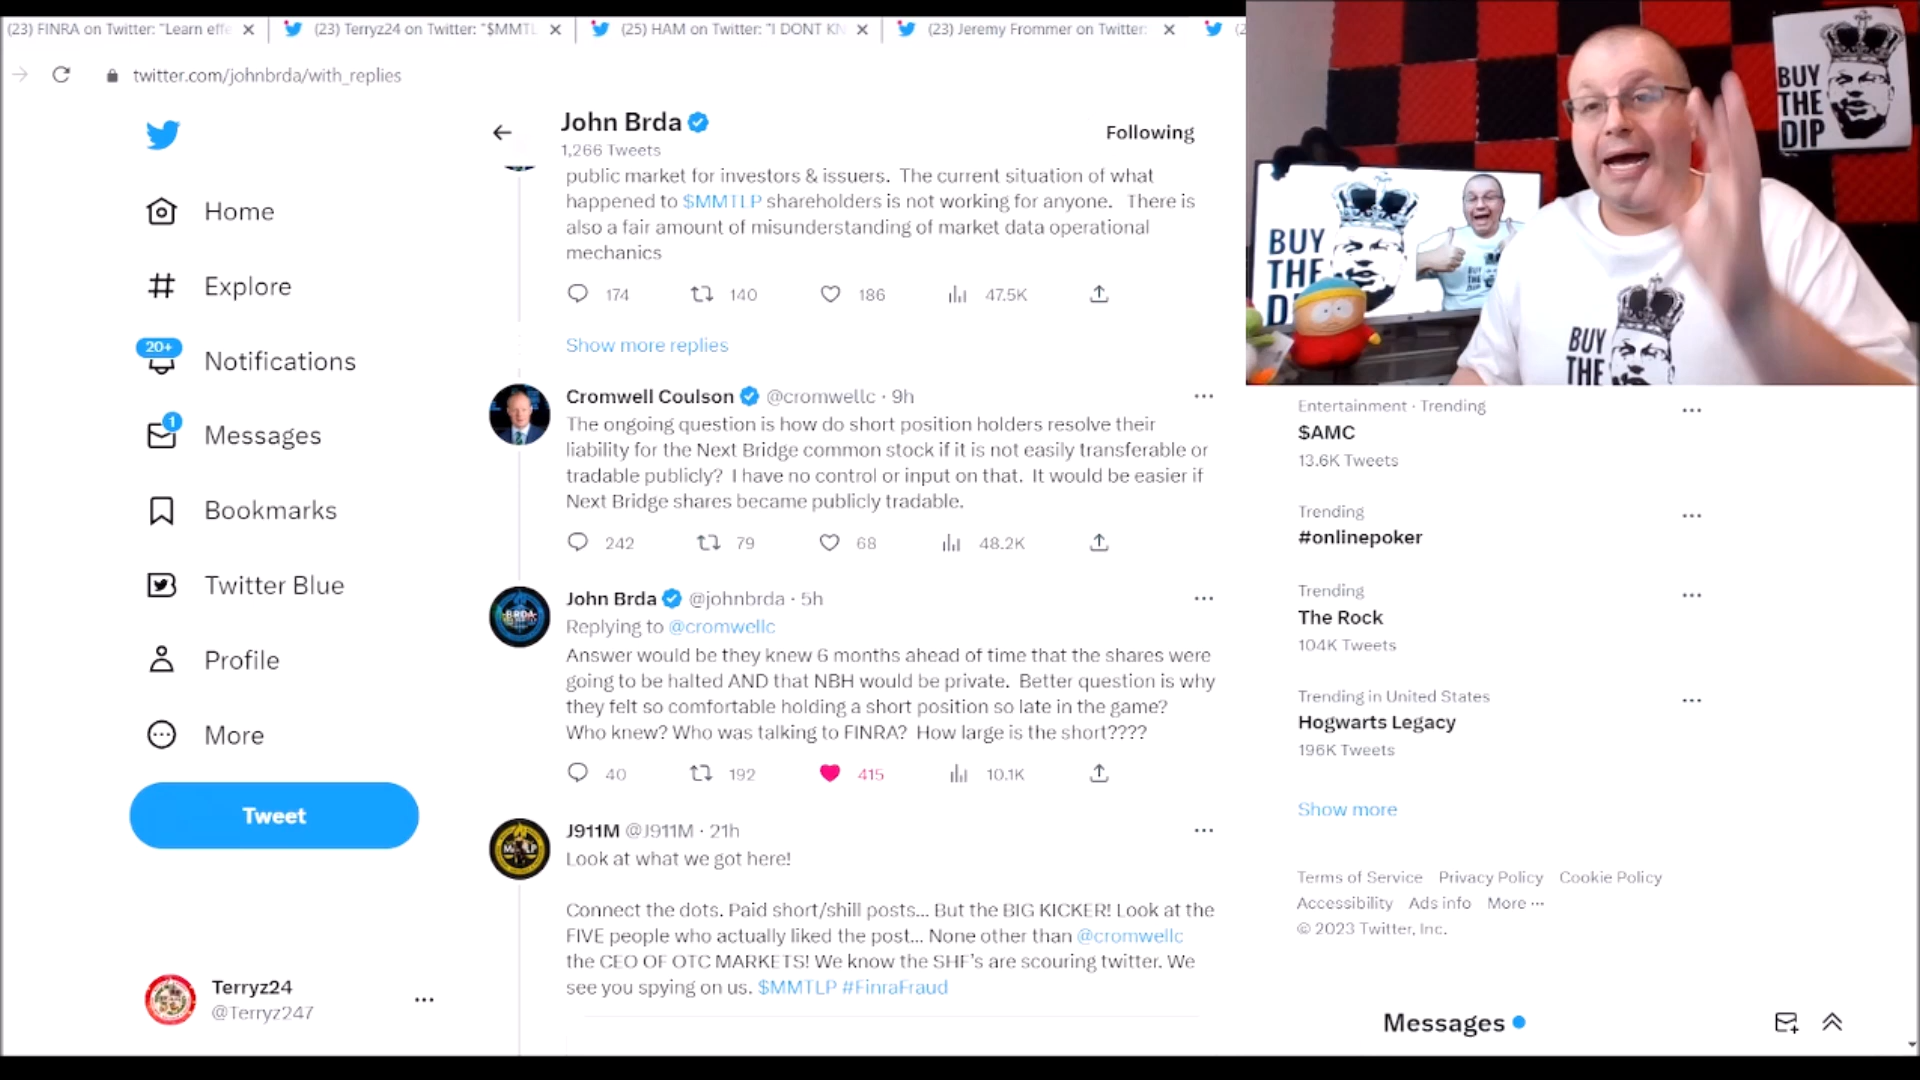 (23) FINRA on Twitter: "Learn effe
(23) Terryz24 on Twitter: "$MMTL
(25) HAM on Twitter: "I DONT KN
(23) Jeremy Frommer on Twitter:
twitter.com/johnbrda/with_replies
John Brda
1,266 Tweets
Following
Home
Explore
20+
Notifications
1
Messages
Bookmarks
Twitter Blue
Profile
More
Tweet
Terryz24
@Terryz247
public market for investors & issuers. The current situation of what
happened to $MMTLP shareholders is not working for anyone. There is
also a fair amount of misunderstanding of market data operational
mechanics
174 140 186 47.5K
Show more replies
Cromwell Coulson @cromwellc · 9h
The ongoing question is how do short position holders resolve their
liability for the Next Bridge common stock if it is not easily transferable or
tradable publicly? I have no control or input on that. It would be easier if
Next Bridge shares became publicly tradable.
242 79 68 48.2K
John Brda @johnbrda · 5h
Replying to @cromwellc
Answer would be they knew 6 months ahead of time that the shares were
going to be halted AND that NBH would be private. Better question is why
they felt so comfortable holding a short position so late in the game?
Who knew? Who was talking to FINRA? How large is the short????
40 192 415 10.1K
J911M @J911M · 21h
Look at what we got here!
Connect the dots. Paid short/shill posts... But the BIG KICKER! Look at the
FIVE people who actually liked the post... None other than @cromwellc
the CEO OF OTC MARKETS! We know the SHF's are scouring twitter. We
see you spying on us. $MMTLP #FinraFraud
BUY
THE
DIP
BUY
THE
D
BUY
THE
Entertainment · Trending
$AMC
13.6K Tweets
Trending
#onlinepoker
Trending
The Rock
104K Tweets
Trending in United States
Hogwarts Legacy
196K Tweets
Show more
Terms of Service Privacy Policy Cookie Policy
Accessibility Ads info More ···
© 2023 Twitter, Inc.
Messages